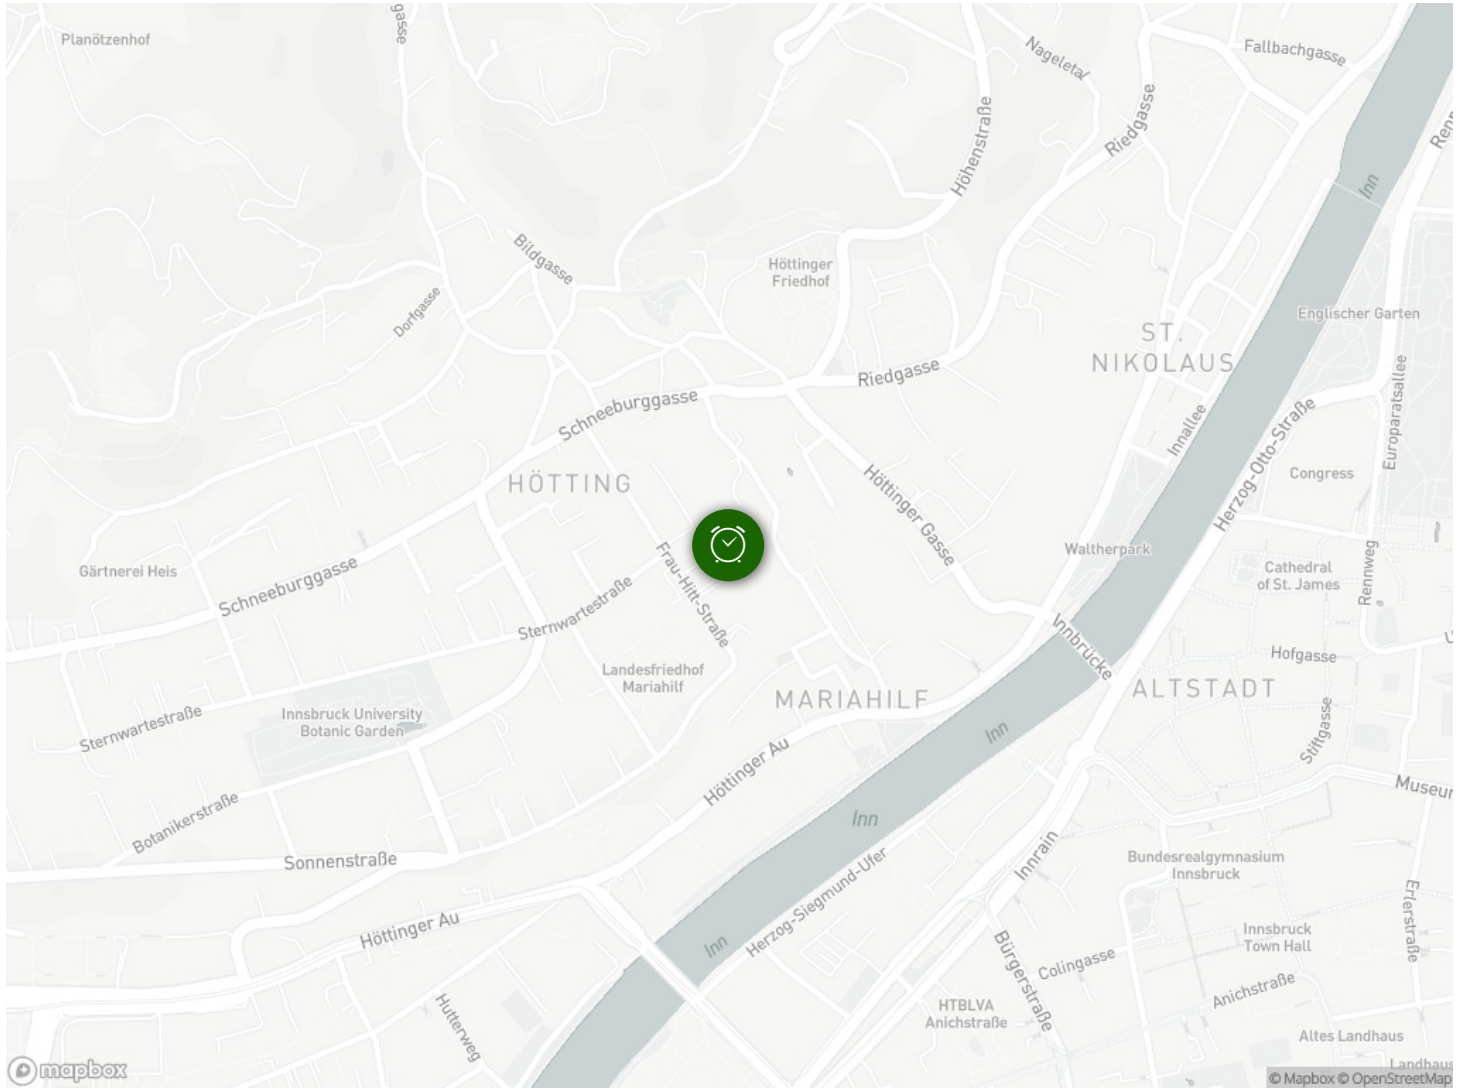 Planötzenhof
gasse
Nageletal
Fallbachgasse
Höhenstraße
Riedgasse
Inn
Bildgasse
Höttinger
Friedhof
Dorfgasse
Englischer Garten
ST.
NIKOLAUS
Riedgasse
Schneeburggasse
Innallee
Herzog-Otto-Straße
Europaratsallee
Congress
HÖTTING
Höttinger Gasse
Waltherpark
Cathedral
of St. James
Rennweg
Gärtnerei Heis
Schneeburggasse
Sternwartestraße
Frau-Hitt-Straße
Innbrücke
Hofgasse
Landesfriedhof
Mariahilf
MARIAHILF
ALTSTADT
Sternwartestraße
Innsbruck University
Botanic Garden
Inn
Stiftgasse
Höttinger Au
Museu
Botanikerstraße
Inn
Sonnenstraße
Innrain
Bundesrealgymnasium
Innsbruck
Herzog-Siegmund-Ufer
Erlerstraße
Höttinger Au
Inn
Bürgerstraße
Innsbruck
Town Hall
Colingasse
Anichstraße
HTBLVA
Anichstraße
Hutterweg
Altes Landhaus
Landhaus
mapbox
© Mapbox © OpenStreetMap